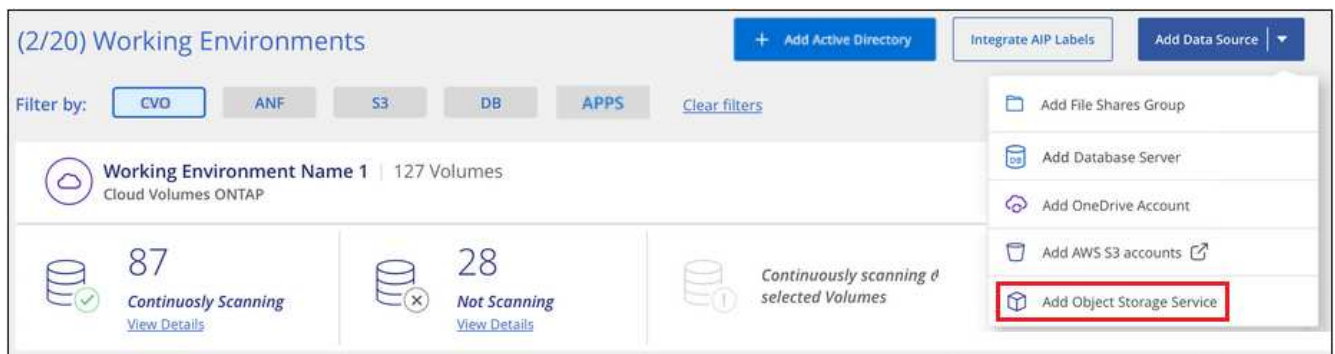 (2/20) Working Environments
+ Add Active Directory
Integrate AIP Labels
Add Data Source
Filter by:
CVO
ANF
S3
DB
APPS
Clear filters
Add File Shares Group
DB
Add Database Server
Working Environment Name 1 | 127 Volumes
Cloud Volumes ONTAP
Add OneDrive Account
Add AWS S3 accounts
87
Continuosly Scanning
View Details
28
Not Scanning
View Details
Continuously scanning
selected Volumes
Add Object Storage Service